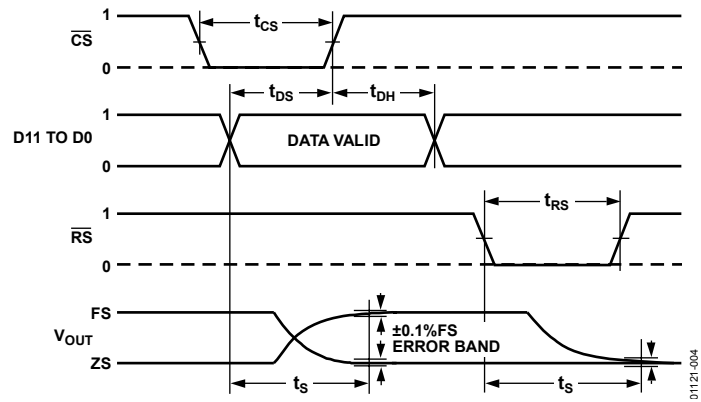 1
t_CS
CS
0
t_DS
t_DH
1
D11 TO D0
DATA VALID
0
1
t_RS
RS
0
FS
±0.1%FS
V_OUT
ERROR BAND
ZS
t_S
t_S
01121-004